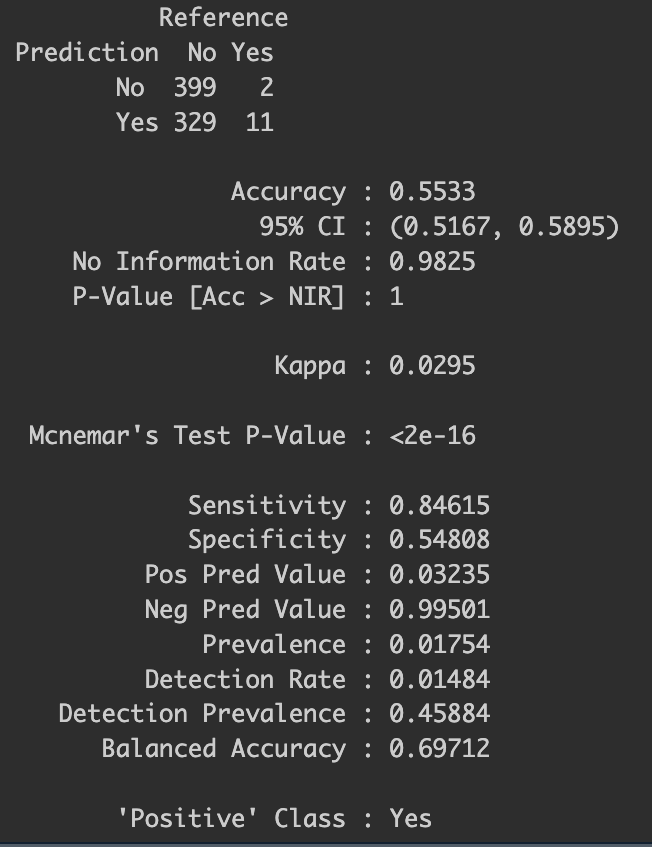 Reference
Prediction No Yes
No 399 2
Yes 329 11
Accuracy : 0.5533
95% CI : (0.5167, 0.5895)
No Information Rate : 0.9825
P-Value [Acc > NIR] : 1
Kappa : 0.0295
Mcnemar's Test P-Value : <2e-16
Sensitivity : 0.84615
Specificity : 0.54808
Pos Pred Value : 0.03235
Neg Pred Value : 0.99501
Prevalence : 0.01754
Detection Rate : 0.01484
Detection Prevalence : 0.45884
Balanced Accuracy : 0.69712
'Positive' Class : Yes